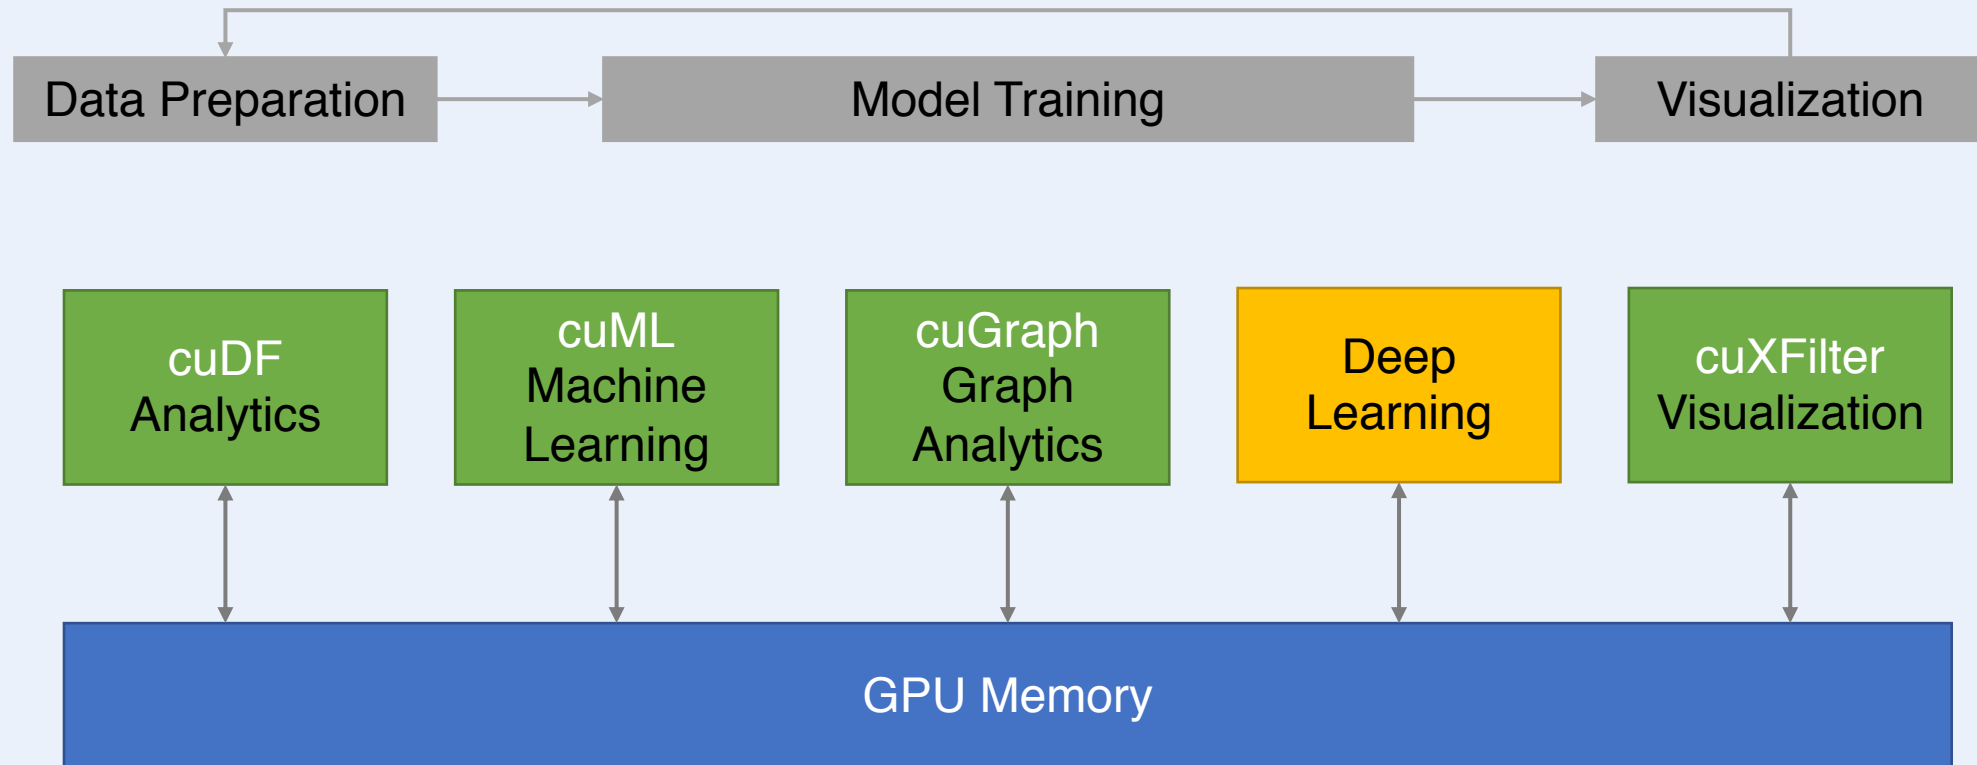 Data Preparation
Model Training
Visualization
cuDF
Analytics
cuML
Machine
Learning
cuGraph
Graph
Analytics
Deep
Learning
cuXFilter
Visualization
GPU Memory